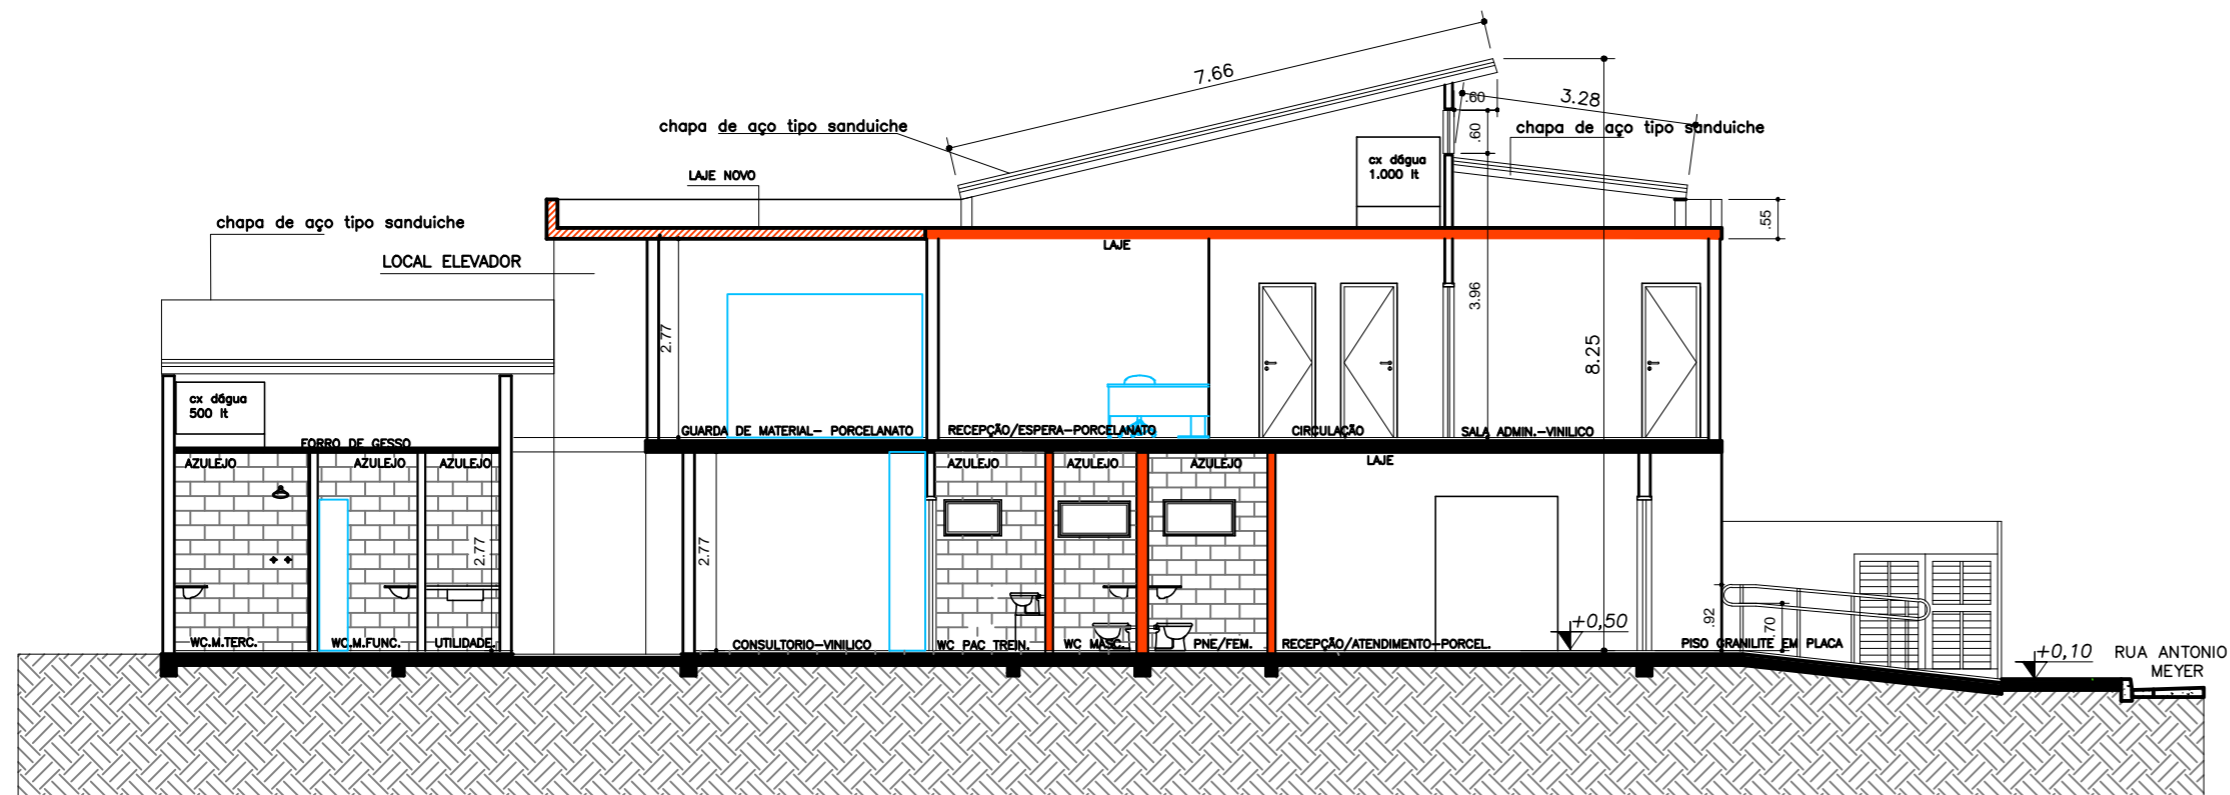 7.66
3.28
.60
.60
chapa de aço tipo sanduiche
chapa de aço tipo sanduiche
cx dágua
1.000 lt
LAJE NOVO
chapa de aço tipo sanduiche
.55
LAJE
LOCAL ELEVADOR
3.96
2.77
8.25
cx dágua
500 lt
GUARDA DE MATERIAL- PORCELANATO
RECEPÇÃO/ESPERA-PORCELANATO
CIRCULAÇÃO
SALA ADMIN.-VINILICO
FORRO DE GESSO
AZULEJO
AZULEJO
AZULEJO
AZULEJO
AZULEJO
AZULEJO
LAJE
2.77
2.77
.92
.70
+0,50
WC.M.TERC.
WC.M.FUNC.
UTILIDADE.
CONSULTORIO-VINILICO
WC PAC TREIN.
WC MASC.
PNE/FEM.
RECEPÇÃO/ATENDIMENTO-PORCEL.
PISO GRANILITE EM PLACA
+0,10
RUA ANTONIO
MEYER